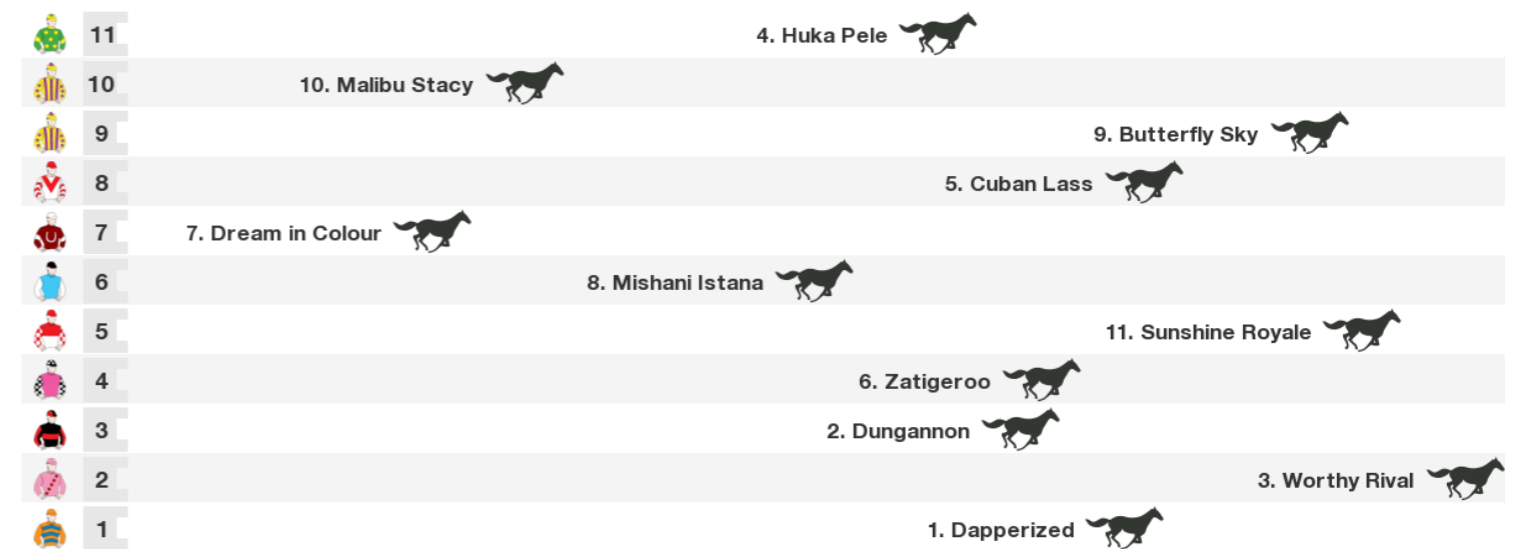 11 4. Huka Pele
10 10. Malibu Stacy
9 9. Butterfly Sky
8 5. Cuban Lass
7 7. Dream in Colour
6 8. Mishani Istana
5 11. Sunshine Royale
4 6. Zatigeroo
3 2. Dungannon
2 3. Worthy Rival
1 1. Dapperized